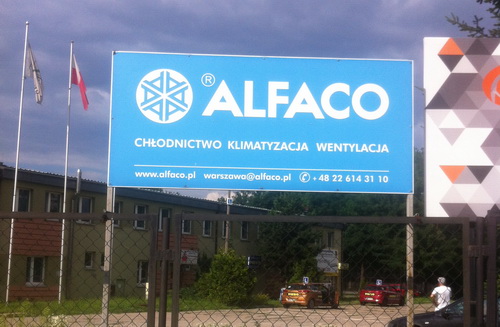 ® ALFACO
CHŁODNICTWO KLIMATYZACJA WENTYLACJA
www.alfaco.pl warszawa@alfaco.pl ✆ +48 22 614 31 10